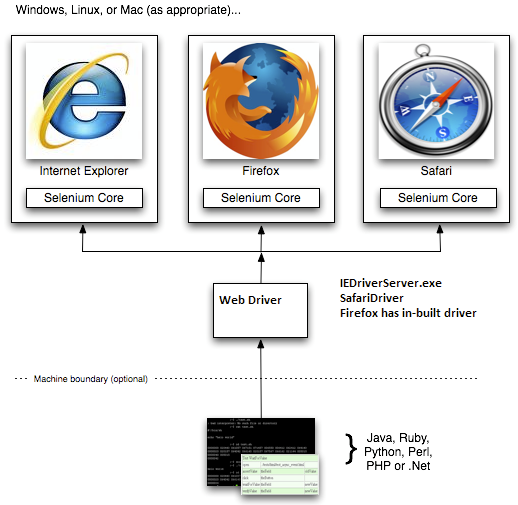 Windows, Linux, or Mac (as appropriate)...
N
E
S
W
Internet Explorer
Firefox
Safari
Selenium Core
Selenium Core
Selenium Core
Web Driver
IEDriverServer.exe
SafariDriver
Firefox has in-built driver
Machine boundary (optional)
Java, Ruby,
Python, Perl,
PHP or .Net